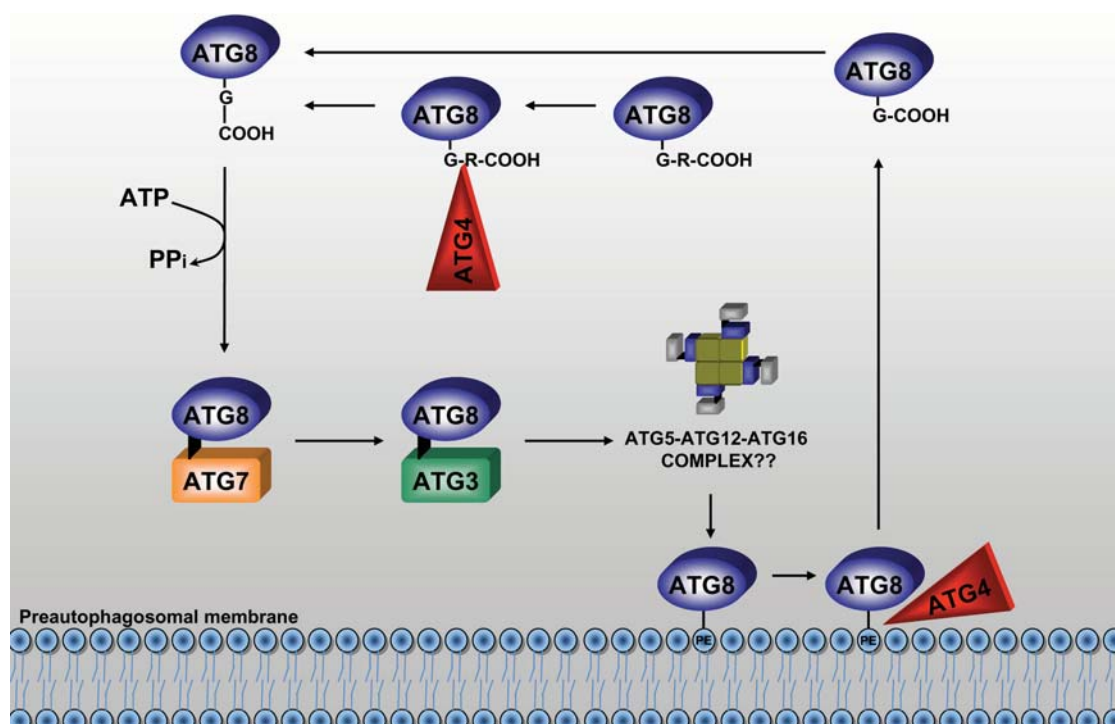 ATG8
G
COOH
ATG8
G-R-COOH
ATG4
ATG8
G-R-COOH
ATG8
G-COOH
ATP
PPi
ATG8
ATG7
ATG8
ATG3
ATG5-ATG12-ATG16
COMPLEX??
ATG8
PE
ATG8
PE
ATG4
Preautophagosomal membrane